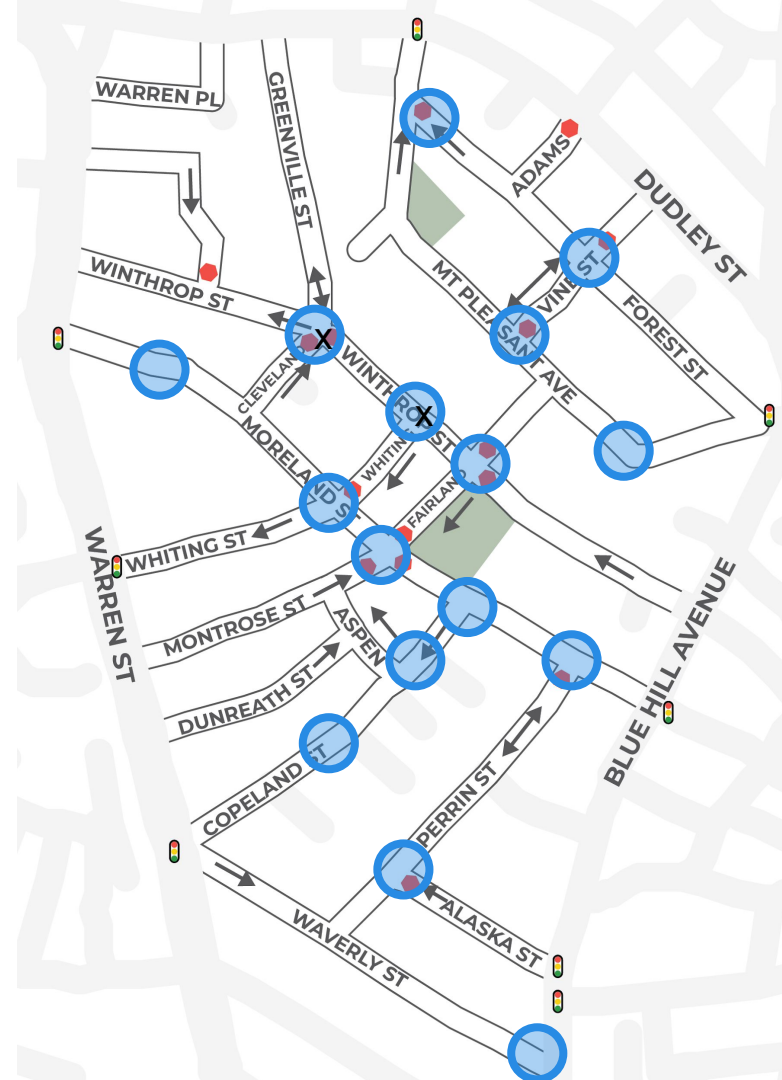 WARREN PL
GREENVILLE ST
ADAMS
DUDLEY ST
WINTHROP ST
MT PLEASANT AVE
VINE ST
FOREST ST
X
CLEVELAND
WINTHROP ST
X
MORELAND ST
WHITIN
FAIRLAND
WHITING ST
WARREN ST
MONTROSE ST
ASPEN
DUNREATH ST
BLUE HILL AVENUE
COPELAND ST
PERRIN ST
ALASKA ST
WAVERLY ST